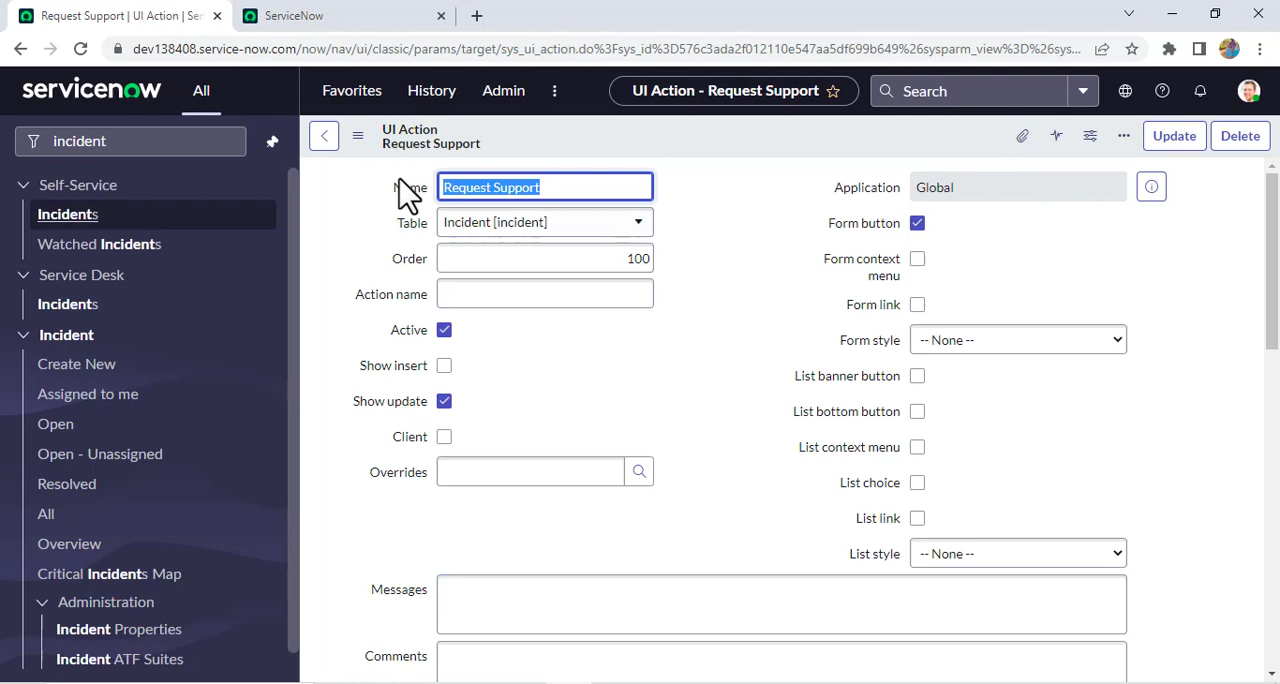 Request Support | UI Action | Ser
ServiceNow
dev138408.service-now.com/now/nav/ui/classic/params/target/sys_ui_action.do%3Fsys_id%3D576c3ada2f012110e547aa5df699b649%26sysparm_view%3D%26sys...
servicenow
All
Favorites
History
Admin
UI Action - Request Support
Search
incident
UI Action
Request Support
Update
Delete
Self-Service
Incidents
Watched Incidents
Service Desk
Incidents
Incident
Create New
Assigned to me
Open
Open - Unassigned
Resolved
All
Overview
Critical Incidents Map
Administration
Incident Properties
Incident ATF Suites
Name
Request Support
Table
Incident [incident]
Order
100
Action name
Active
Show insert
Show update
Client
Overrides
Application
Global
Form button
Form context
menu
Form link
Form style
-- None --
List banner button
List bottom button
List context menu
List choice
List link
List style
-- None --
Messages
Comments